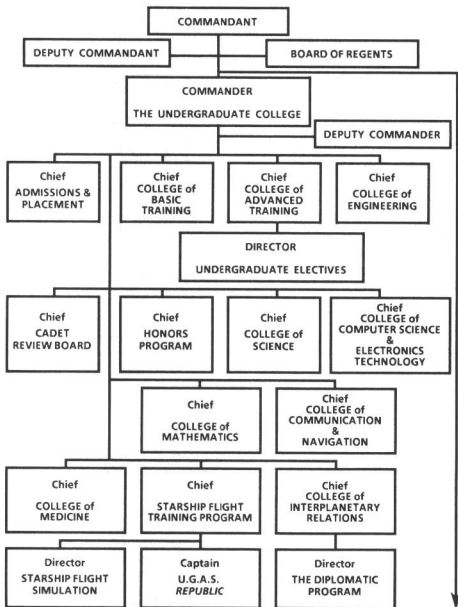 COMMANDANT
DEPUTY COMMANDANT
BOARD OF REGENTS
COMMANDER
THE UNDERGRADUATE COLLEGE
DEPUTY COMMANDER
Chief
ADMISSIONS &
PLACEMENT
Chief
COLLEGE of
BASIC
TRAINING
Chief
COLLEGE of
ADVANCED
TRAINING
Chief
COLLEGE of
ENGINEERING
DIRECTOR
UNDERGRADUATE ELECTIVES
Chief
CADET
REVIEW BOARD
Chief
HONORS
PROGRAM
Chief
COLLEGE of
SCIENCE
Chief
COLLEGE of
COMPUTER SCIENCE
&
ELECTRONICS
TECHNOLOGY
Chief
COLLEGE of
MATHEMATICS
Chief
COLLEGE of
COMMUNICATION
&
NAVIGATION
Chief
COLLEGE of
MEDICINE
Chief
STARSHIP FLIGHT
TRAINING PROGRAM
Chief
COLLEGE of
INTERPLANETARY
RELATIONS
Director
STARSHIP FLIGHT
SIMULATION
Captain
U.G.A.S.
REPUBLIC
Director
THE DIPLOMATIC
PROGRAM